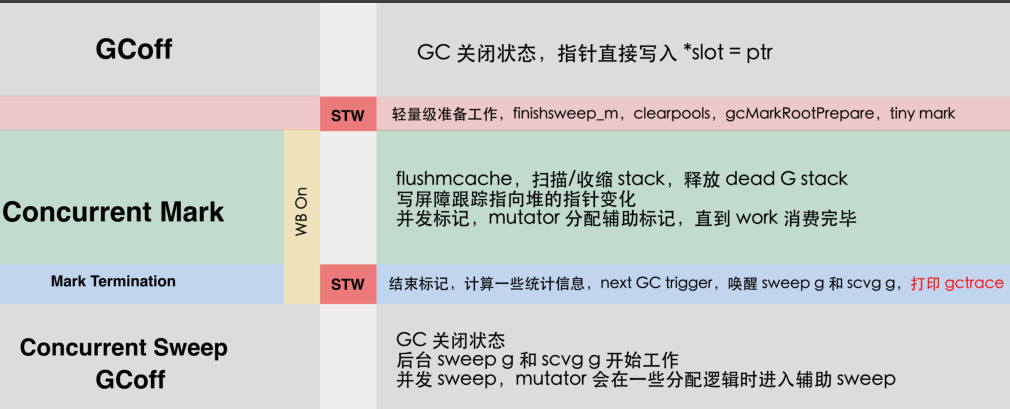 GCoff
GC 关闭状态，指针直接写入 *slot = ptr
STW
轻量级准备工作，finishsweep_m，clearpools，gcMarkRootPrepare，tiny mark
Concurrent Mark
WB On
flushmcache，扫描/收缩 stack，释放 dead G stack
写屏障跟踪指向堆的指针变化
并发标记，mutator 分配辅助标记，直到 work 消费完毕
Mark Termination
STW
结束标记，计算一些统计信息，next GC trigger，唤醒 sweep g 和 scvg g，打印 gctrace
Concurrent Sweep
GCoff
GC 关闭状态
后台 sweep g 和 scvg g 开始工作
并发 sweep，mutator 会在一些分配逻辑时进入辅助 sweep